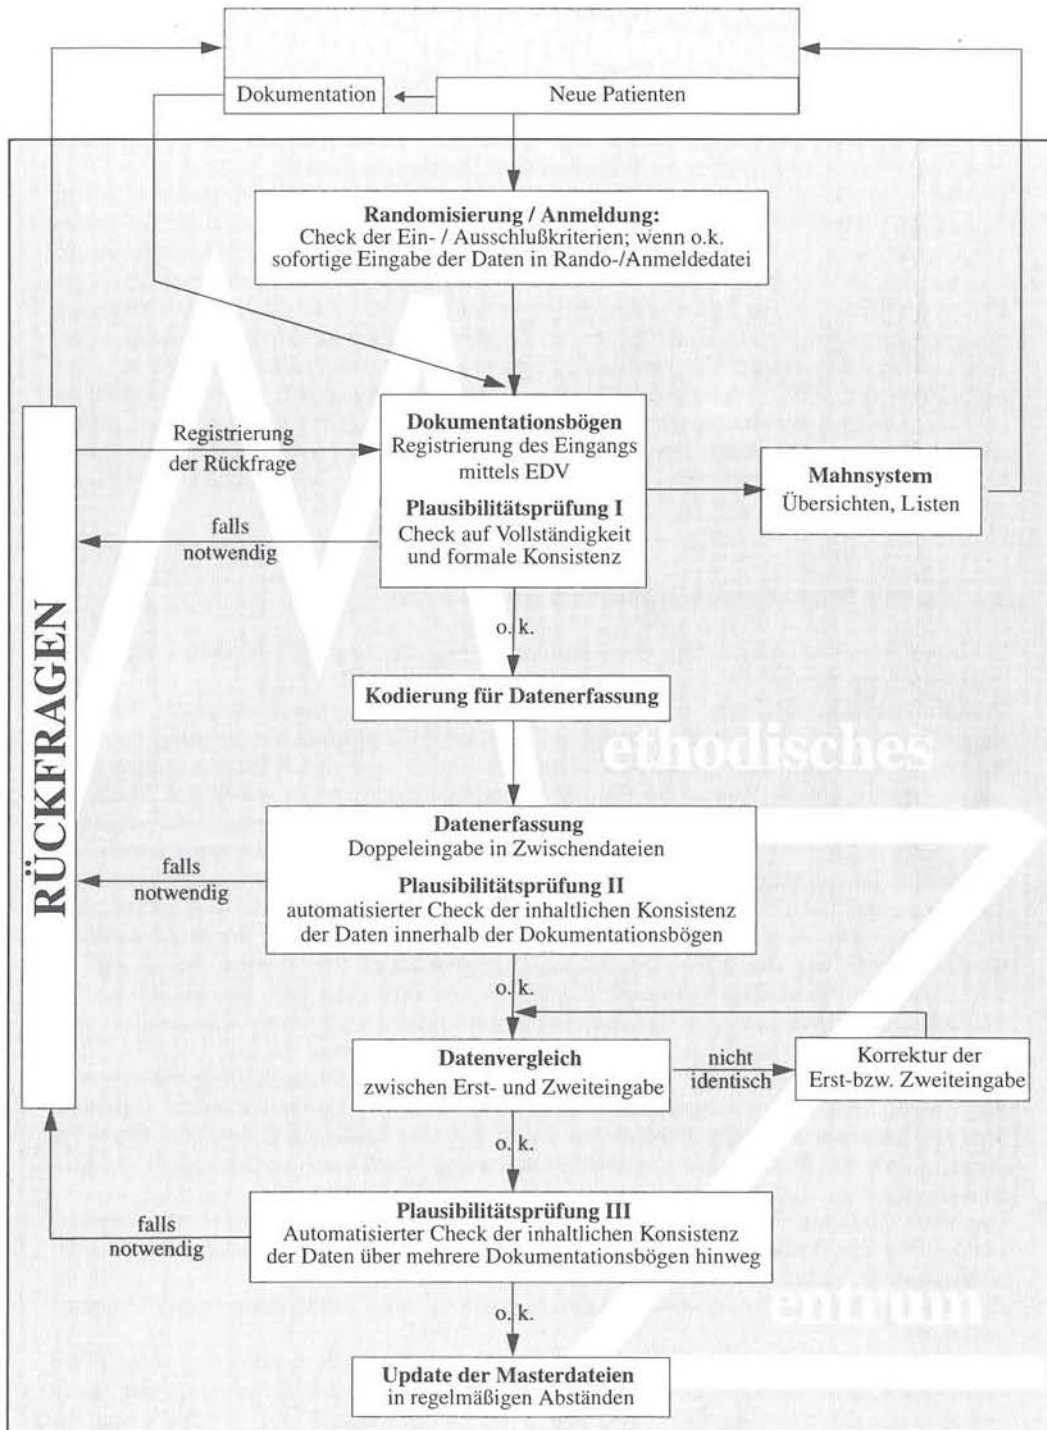 Dokumentation
Neue Patienten
Randomisierung / Anmeldung:
Check der Ein- / Ausschlußkriterien; wenn o.k.
sofortige Eingabe der Daten in Rando-/Anmeldedatei
Registrierung
der Rückfrage
Dokumentationsbögen
Registrierung des Eingangs
mittels EDV
Plausibilitätsprüfung I
Check auf Vollständigkeit
und formale Konsistenz
Mahnsystem
Übersichten, Listen
falls
notwendig
RÜCKFRAGEN
o. k.
Kodierung für Datenerfassung
ethodisches
Datenerfassung
Doppeleingabe in Zwischendateien
Plausibilitätsprüfung II
automatisierter Check der inhaltlichen Konsistenz
der Daten innerhalb der Dokumentationsbögen
falls
notwendig
o. k.
Datenvergleich
zwischen Erst- und Zweiteingabe
nicht
identisch
Korrektur der
Erst-bzw. Zweiteingabe
o. k.
Plausibilitätsprüfung III
Automatisierter Check der inhaltlichen Konsistenz
der Daten über mehrere Dokumentationsbögen hinweg
falls
notwendig
entrum
o. k.
Update der Masterdateien
in regelmäßigen Abständen